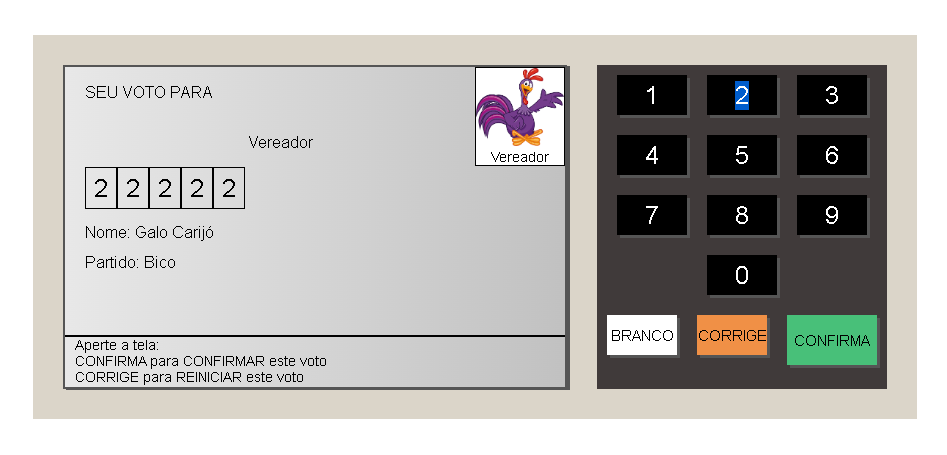 SEU VOTO PARA
Vereador
Vereador
2 2 2 2 2
Nome: Galo Carijó
Partido: Bico
Aperte a tela:
CONFIRMA para CONFIRMAR este voto
CORRIGE para REINICIAR este voto
1 2 3
4 5 6
7 8 9
0
BRANCO CORRIGE CONFIRMA